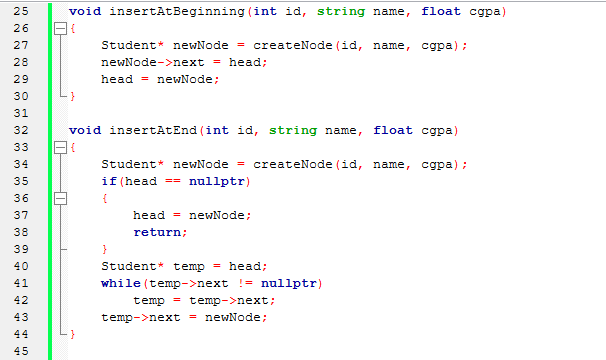 25 void insertAtBeginning(int id, string name, float cgpa)
26 {
27     Student* newNode = createNode(id, name, cgpa);
28     newNode->next = head;
29     head = newNode;
30 }
31
32 void insertAtEnd(int id, string name, float cgpa)
33 {
34     Student* newNode = createNode(id, name, cgpa);
35     if(head == nullptr)
36     {
37         head = newNode;
38         return;
39     }
40     Student* temp = head;
41     while(temp->next != nullptr)
42         temp = temp->next;
43     temp->next = newNode;
44 }
45